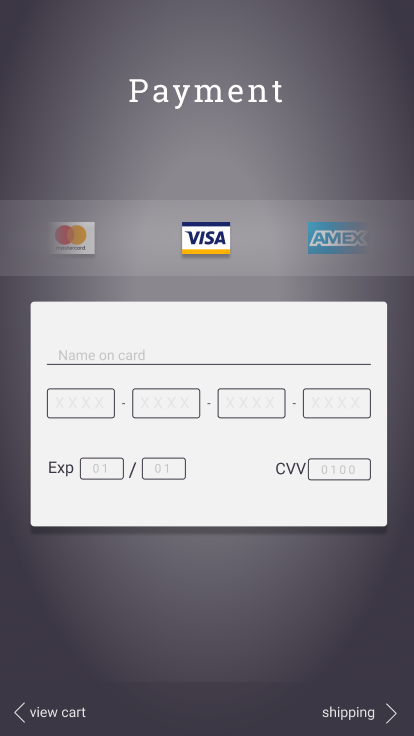 Payment
mastercard VISA AMEX
Name on card
XXXX - XXXX - XXXX - XXXX
Exp 01 / 01 CVV 0100
view cart shipping